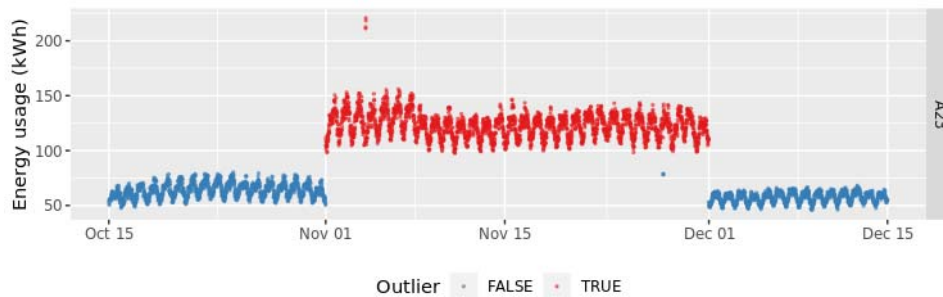 Energy usage (kWh)
200
150
100
50
A23
Oct 15
Nov 01
Nov 15
Dec 01
Dec 15
Outlier FALSE TRUE